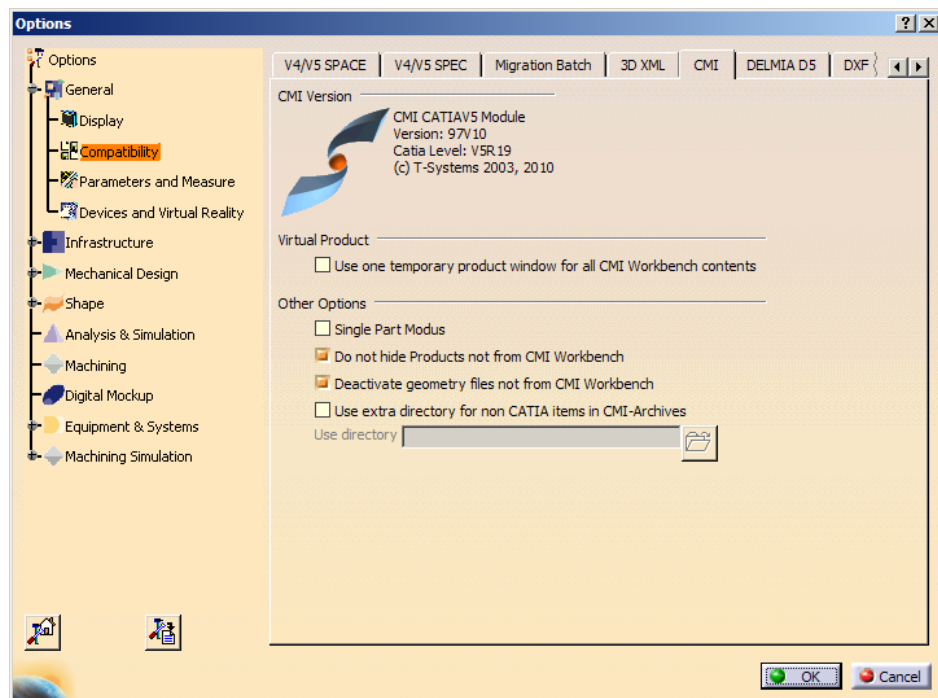 Options
Options
General
Display
Compatibility
Parameters and Measure
Devices and Virtual Reality
Infrastructure
Mechanical Design
Shape
Analysis & Simulation
Machining
Digital Mockup
Equipment & Systems
Machining Simulation
V4/V5 SPACE
V4/V5 SPEC
Migration Batch
3D XML
CMI
DELMIA D5
DXF
CMI Version
CMI CATIAV5 Module
Version: 97V10
Catia Level: V5R19
(c) T-Systems 2003, 2010
Virtual Product
Use one temporary product window for all CMI Workbench contents
Other Options
Single Part Modus
Do not hide Products not from CMI Workbench
Deactivate geometry files not from CMI Workbench
Use extra directory for non CATIA items in CMI-Archives
Use directory
OK
Cancel